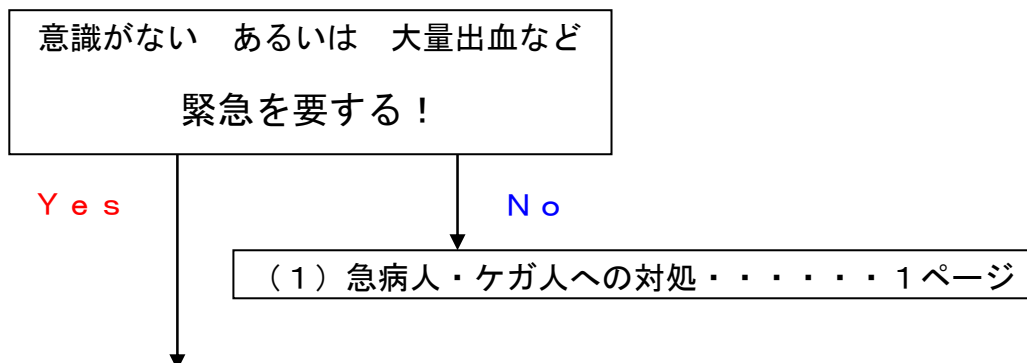 意識がない　あるいは　大量出血など
緊急を要する！
Ｙｅｓ
Ｎｏ
（１）急病人・ケガ人への対処・・・・・・１ページ